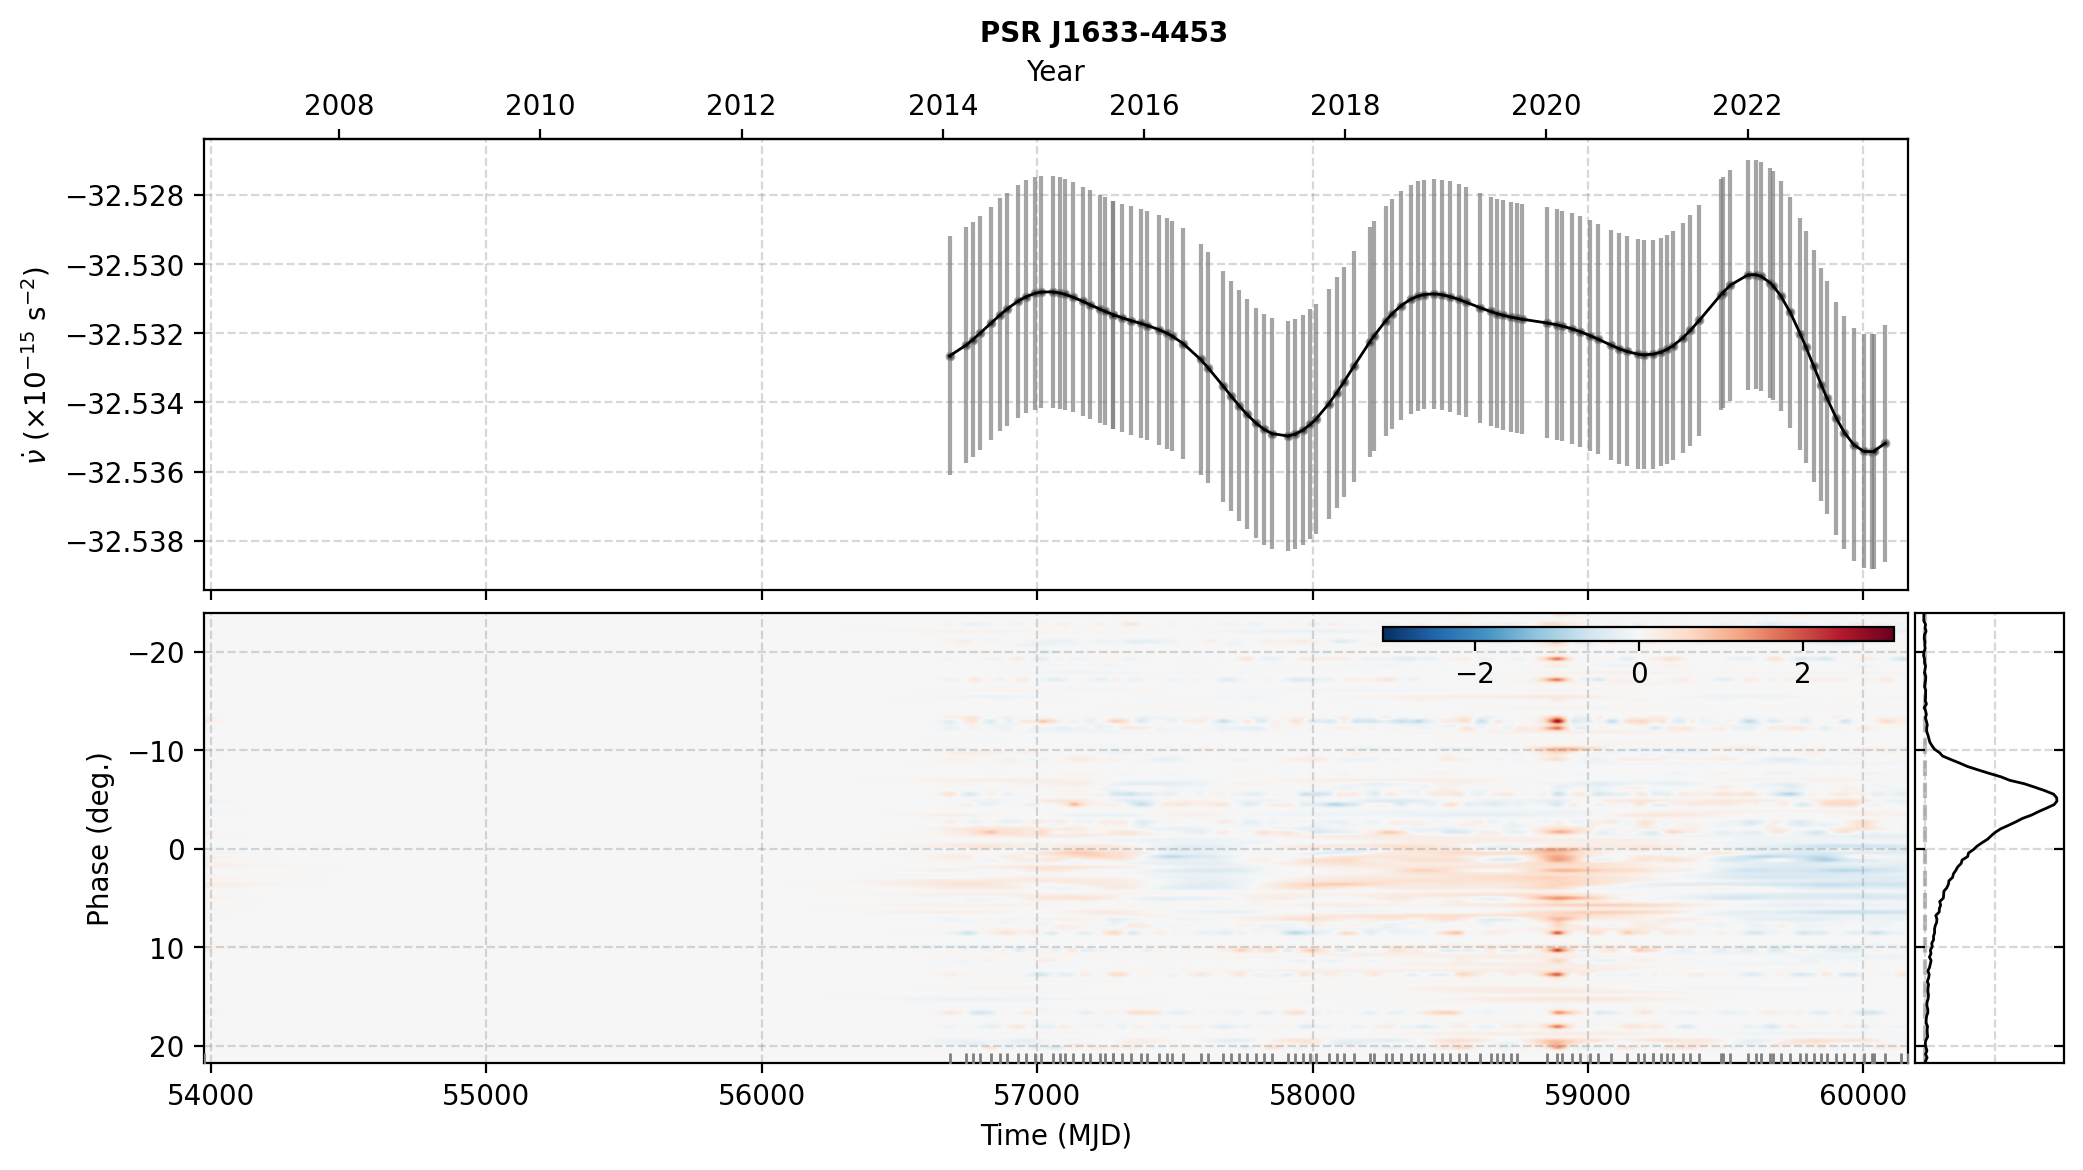 PSR J1633-4453
Year
2008 2010 2012 2014 2016 2018 2020 2022
−32.528
−32.530
−32.532
−32.534
−32.536
−32.538
ν̇ (×10⁻¹⁵ s⁻²)
−2 0 2
−20
−10
0
10
20
Phase (deg.)
54000 55000 56000 57000 58000 59000 60000
Time (MJD)